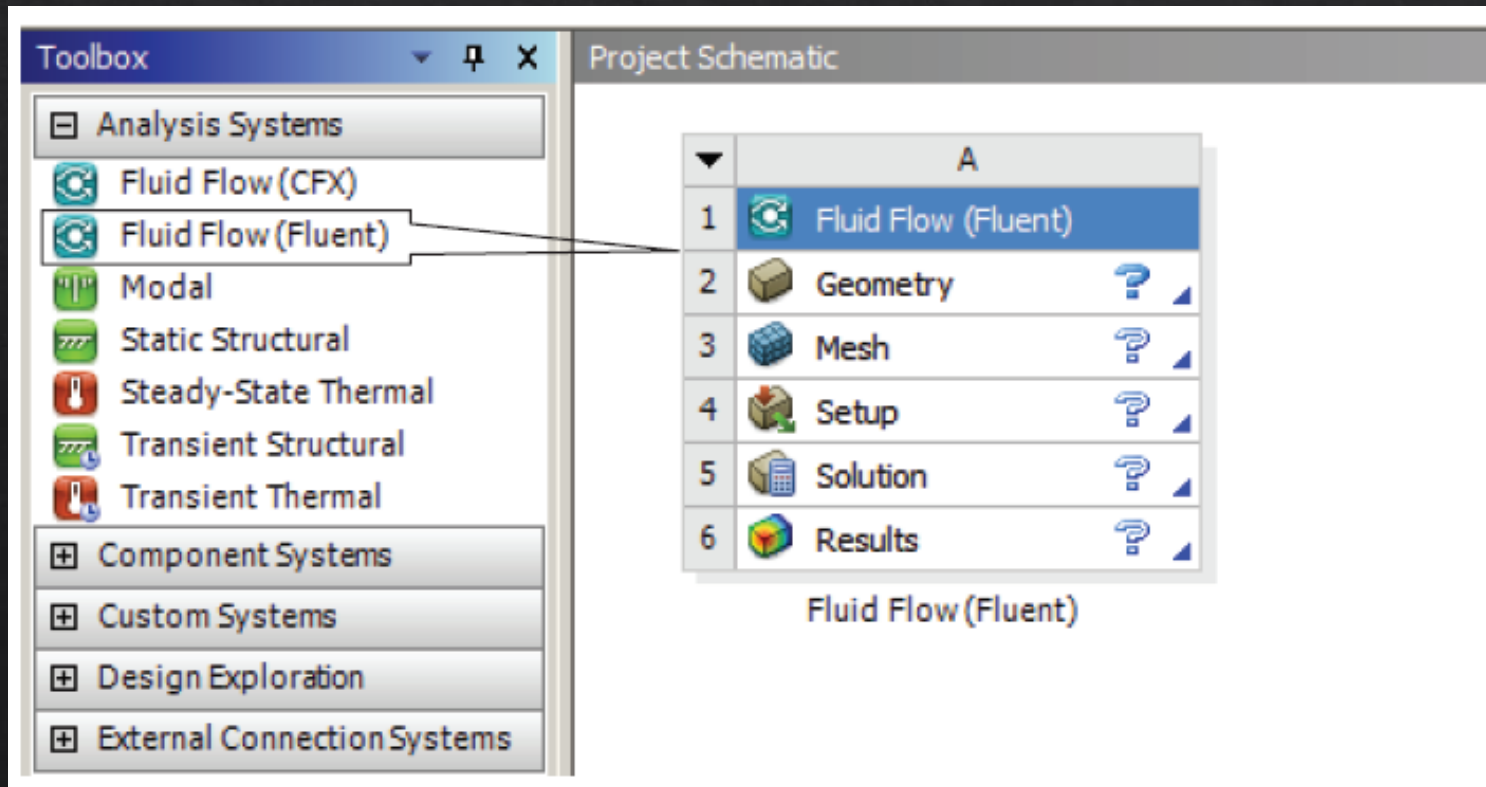 Toolbox
Project Schematic
Analysis Systems
Fluid Flow (CFX)
Fluid Flow (Fluent)
Modal
Static Structural
Steady-State Thermal
Transient Structural
Transient Thermal
Component Systems
Custom Systems
Design Exploration
External Connection Systems
A
1 Fluid Flow (Fluent)
2 Geometry ?
3 Mesh ?
4 Setup ?
5 Solution ?
6 Results ?
Fluid Flow (Fluent)